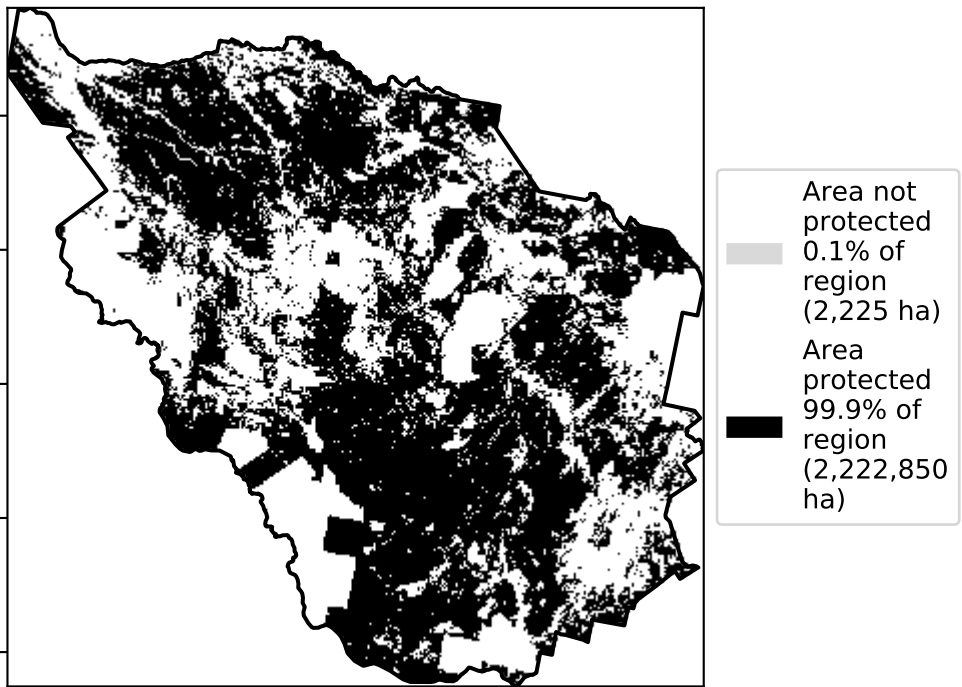 Area not
protected
0.1% of
region
(2,225 ha)
Area
protected
99.9% of
region
(2,222,850
ha)